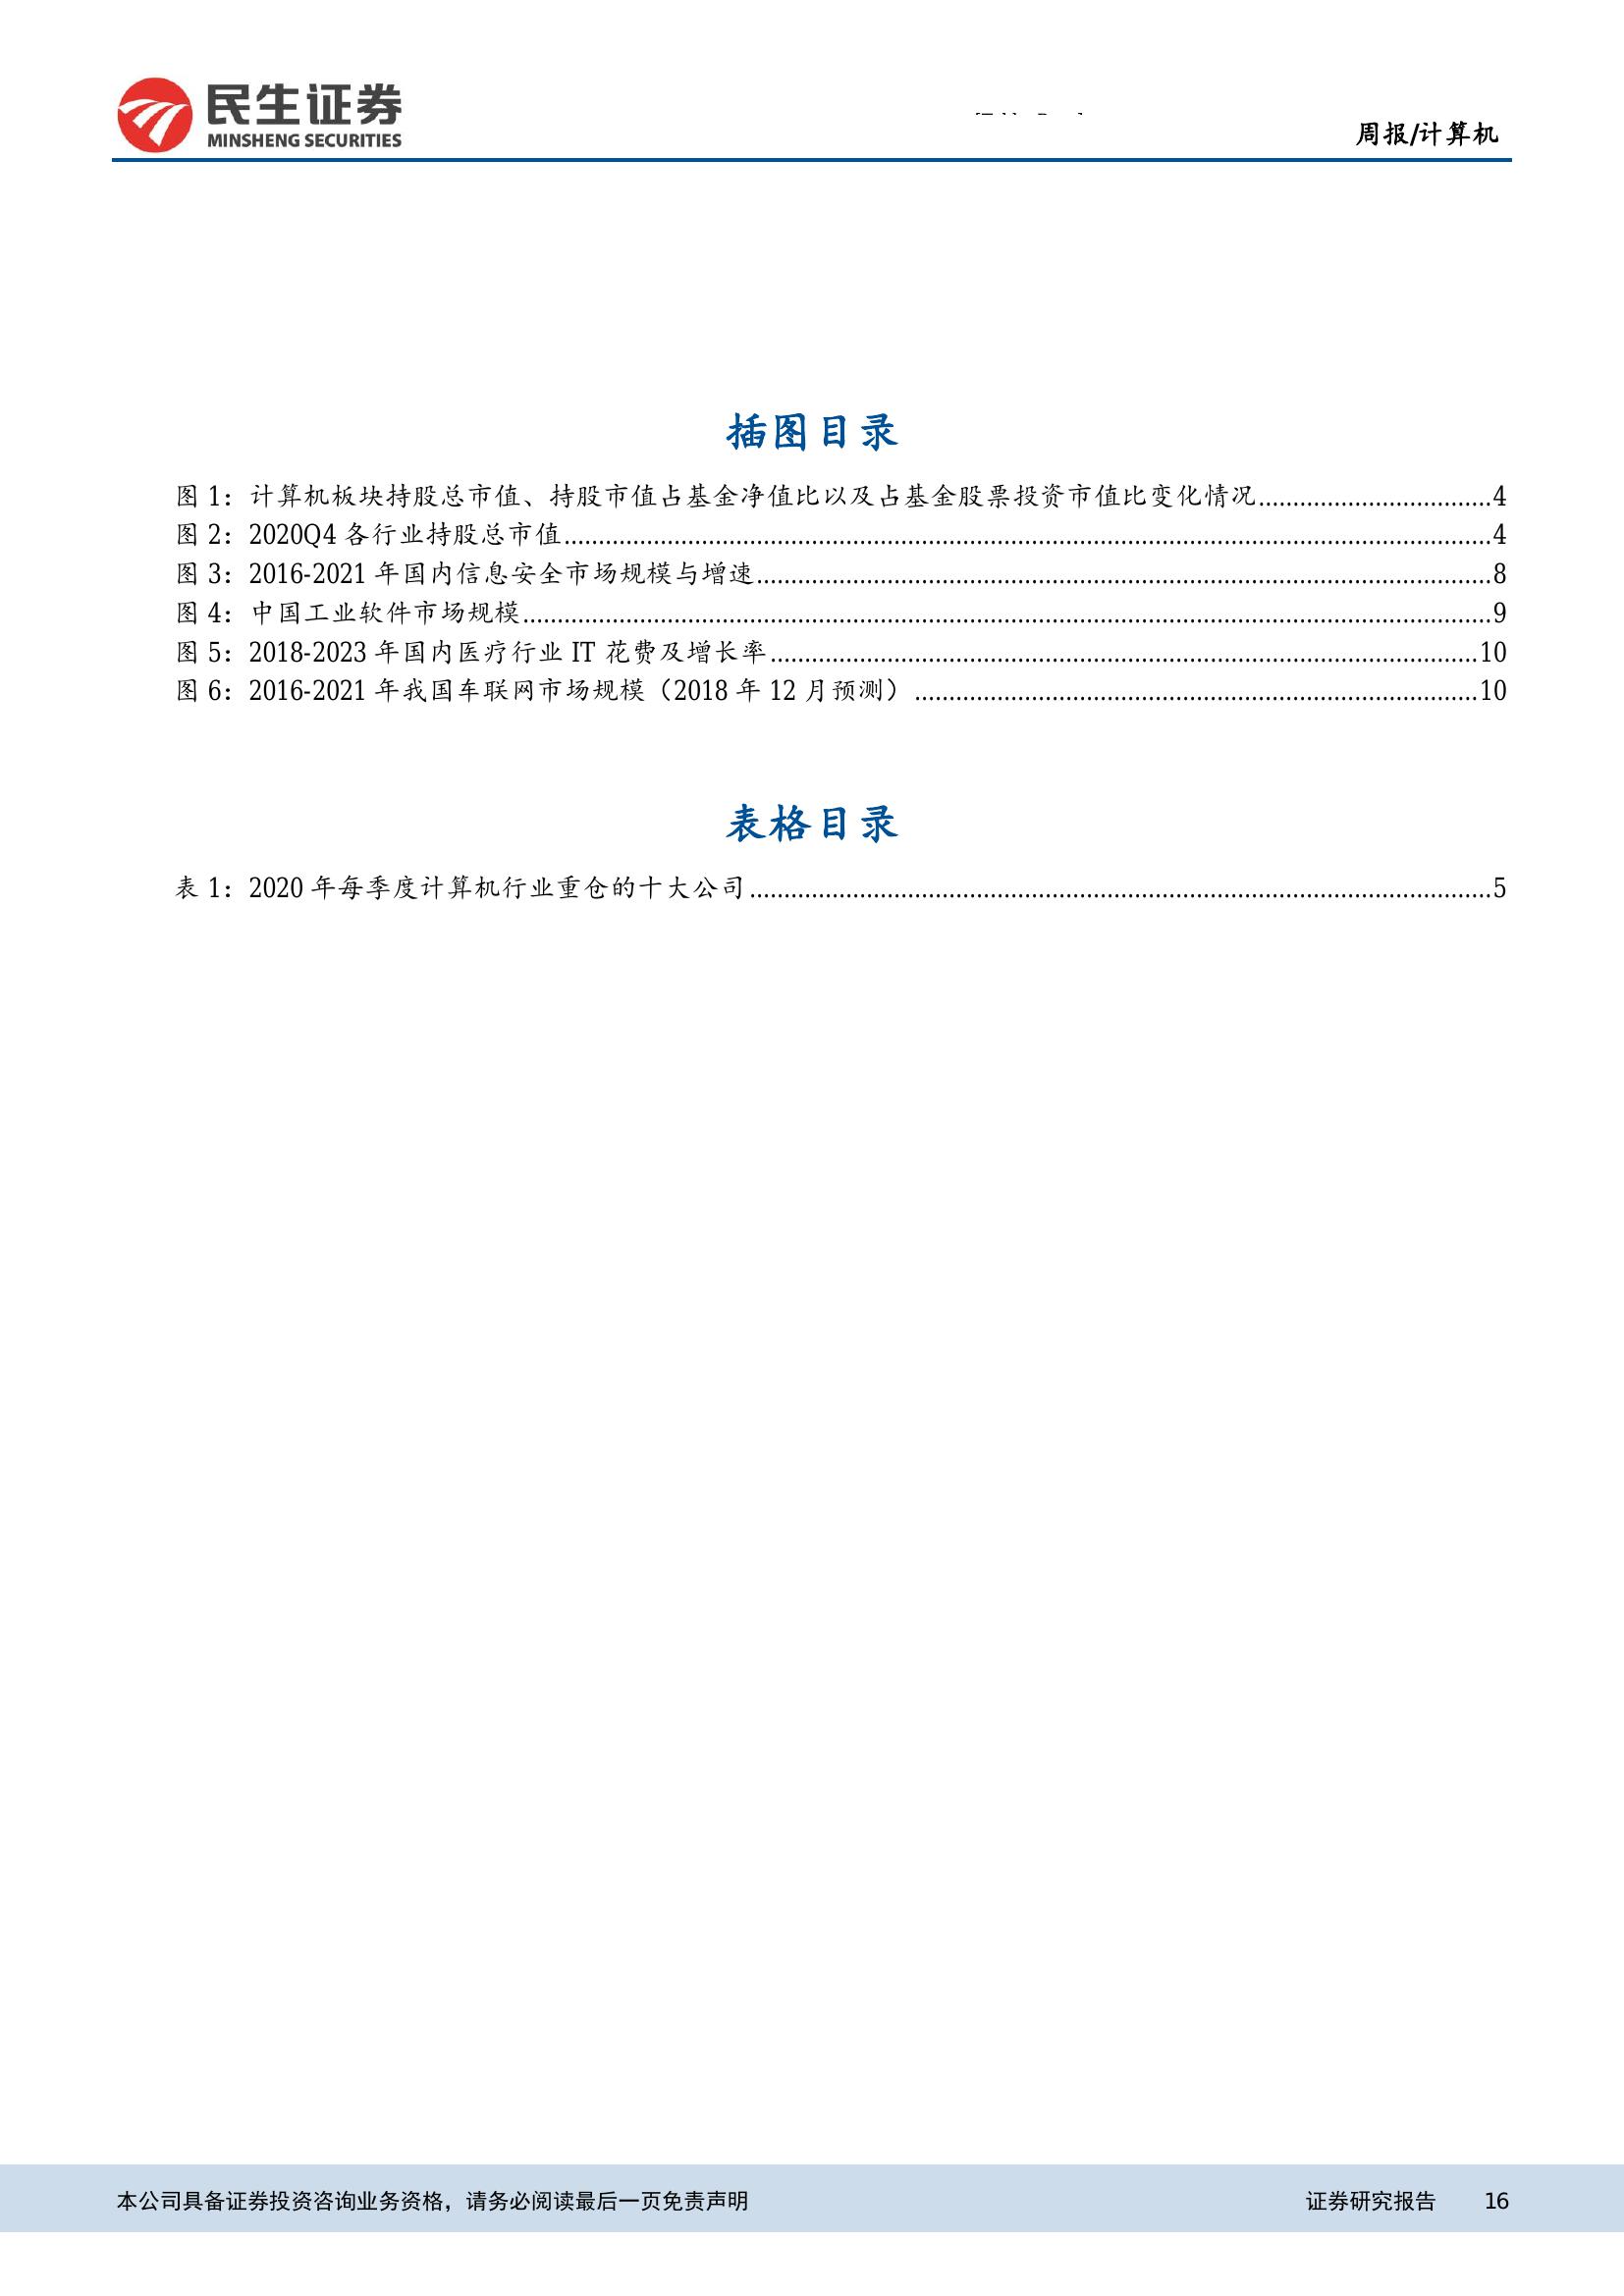 民生证券
MINSHENG SECURITIES
周报/计算机
插图目录
图 1：计算机板块持股总市值、持股市值占基金净值比以及占基金股票投资市值比变化情况..................................4
图 2：2020Q4 各行业持股总市值..................................4
图 3：2016-2021 年国内信息安全市场规模与增速..................................8
图 4：中国工业软件市场规模..................................9
图 5：2018-2023 年国内医疗行业 IT 花费及增长率..................................10
图 6：2016-2021 年我国车联网市场规模（2018 年 12 月预测）..................................10
表格目录
表 1：2020 年每季度计算机行业重仓的十大公司..................................5
本公司具备证券投资咨询业务资格，请务必阅读最后一页免责声明
证券研究报告 16